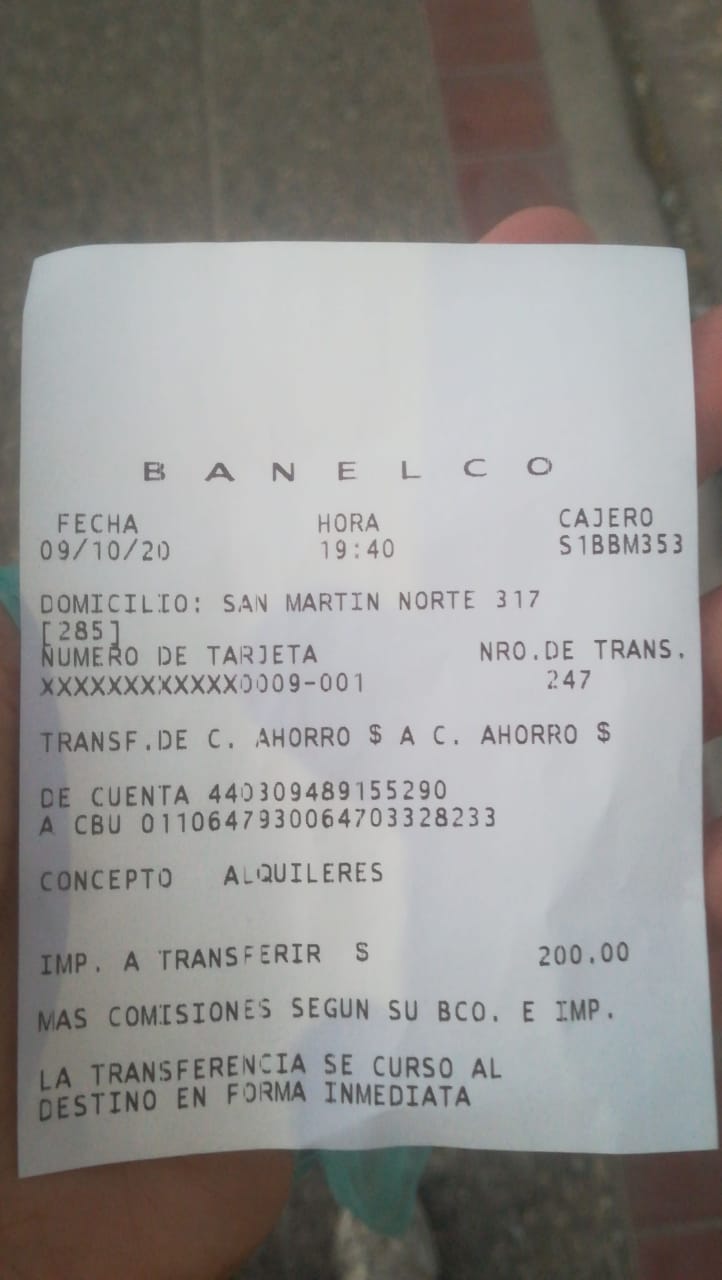 BANELCO
FECHA HORA CAJERO
09/10/20 19:40 S1BBM353
DOMICILIO: SAN MARTIN NORTE 317
[285]
NUMERO DE TARJETA NRO.DE TRANS.
XXXXXXXXXXXX0009-001 247
TRANSF.DE C. AHORRO $ A C. AHORRO $
DE CUENTA 440309489155290
A CBU 0110647930064703328233
CONCEPTO ALQUILERES
IMP. A TRANSFERIR $ 200.00
MAS COMISIONES SEGUN SU BCO. E IMP.
LA TRANSFERENCIA SE CURSO AL
DESTINO EN FORMA INMEDIATA